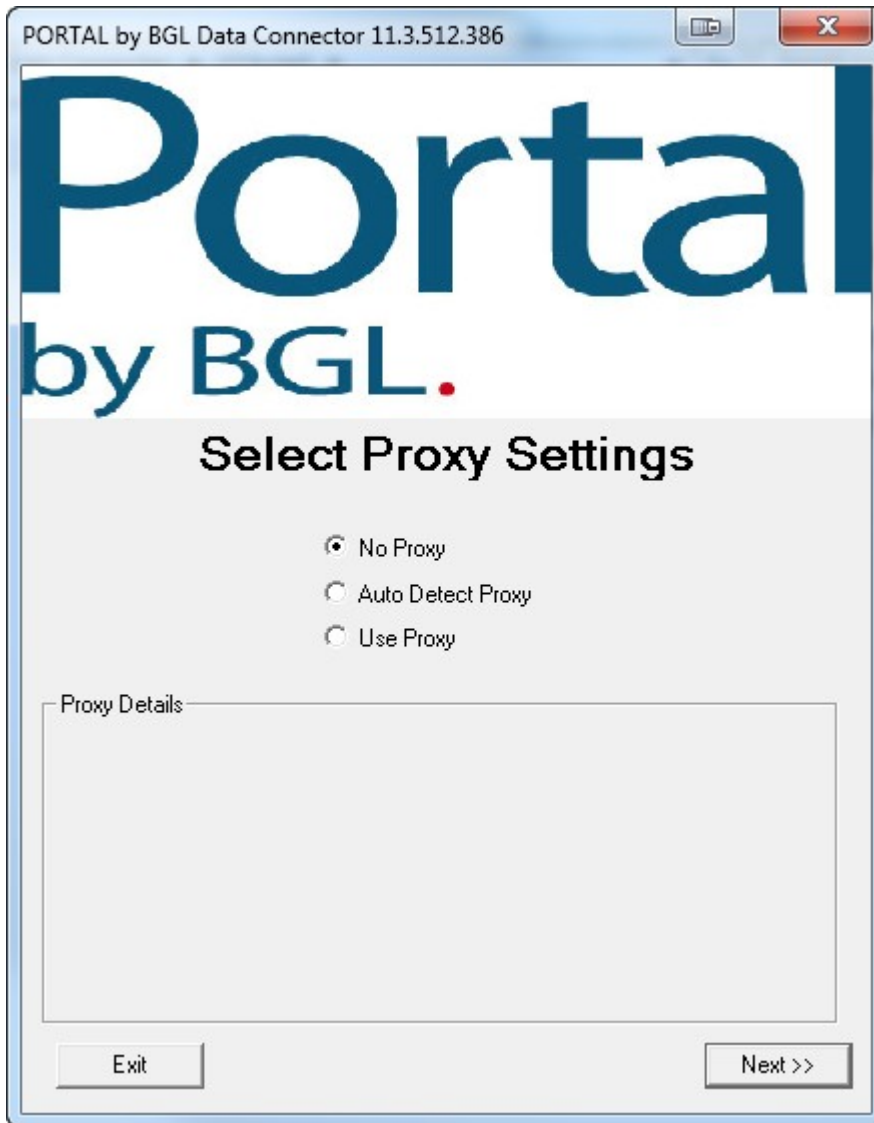 PORTAL by BGL Data Connector 11.3.512.386
Portal
by BGL.
Select Proxy Settings
No Proxy
Auto Detect Proxy
Use Proxy
Proxy Details
Exit
Next >>